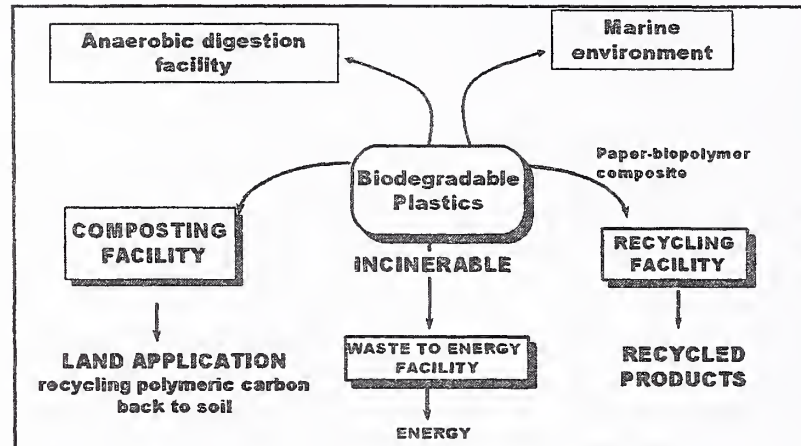 Anaerobic digestion
facility
Marine
environment
Biodegradable
Plastics
Paper-biopolymer
composite
COMPOSTING
FACILITY
INCINERABLE
RECYCLING
FACILITY
LAND APPLICATION
recycling polymeric carbon
back to soil
WASTE TO ENERGY
FACILITY
RECYCLED
PRODUCTS
ENERGY